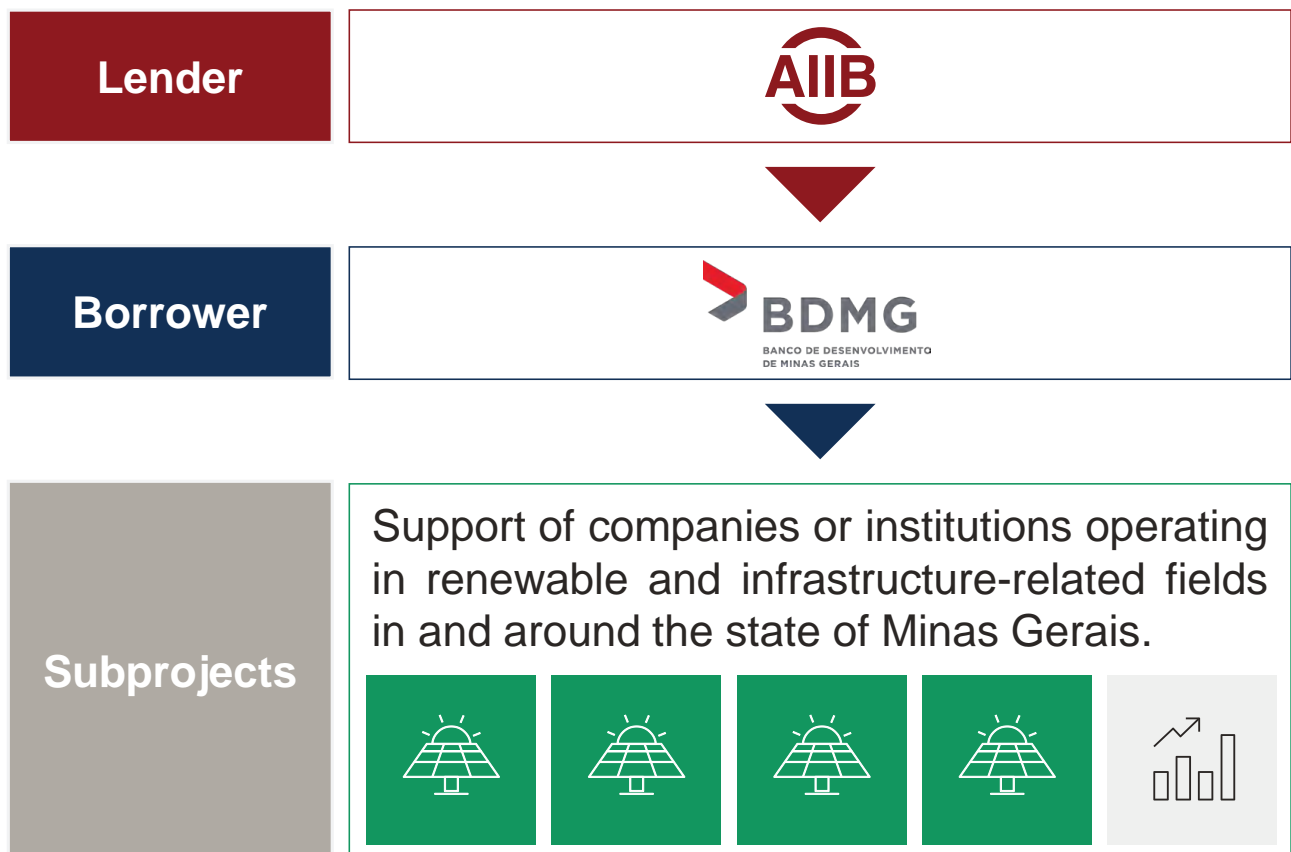 Lender
AIIB
Borrower
BDMG
BANCO DE DESENVOLVIMENTO
DE MINAS GERAIS
Subprojects
Support of companies or institutions operating
in renewable and infrastructure-related fields
in and around the state of Minas Gerais.